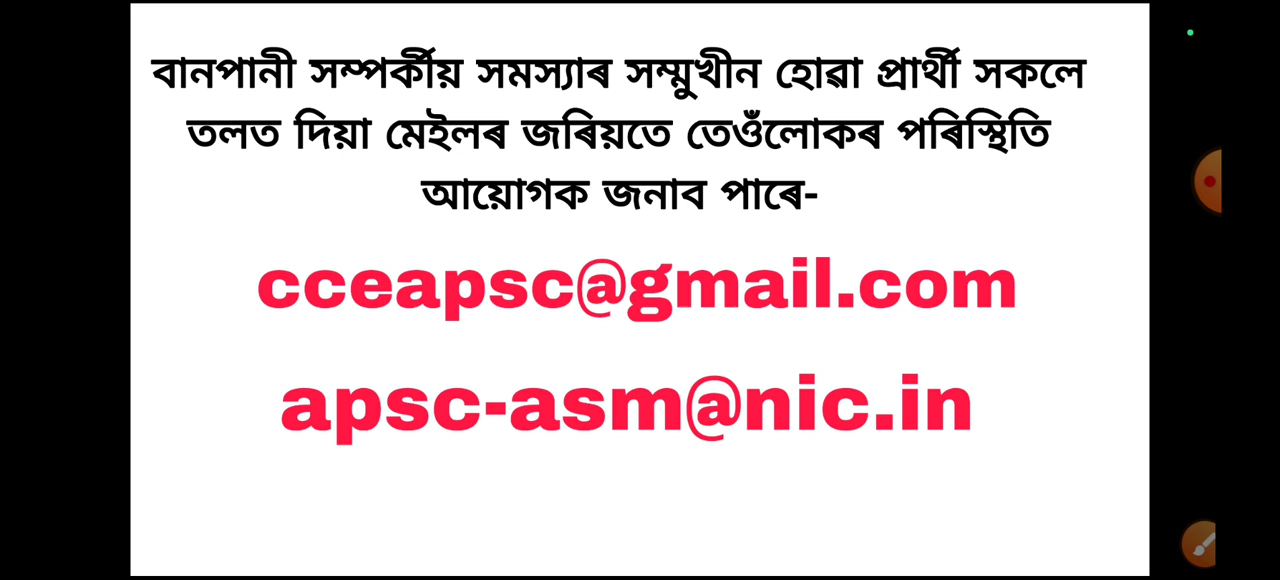 বানপানী সম্পৰ্কীয় সমস্যাৰ সম্মুখীন হোৱা প্ৰাৰ্থী সকলে
তলত দিয়া মেইলৰ জৰিয়তে তেওঁলোকৰ পৰিস্থিতি
আয়োগক জনাব পাৰে-
cceapsc@gmail.com
apsc-asm@nic.in